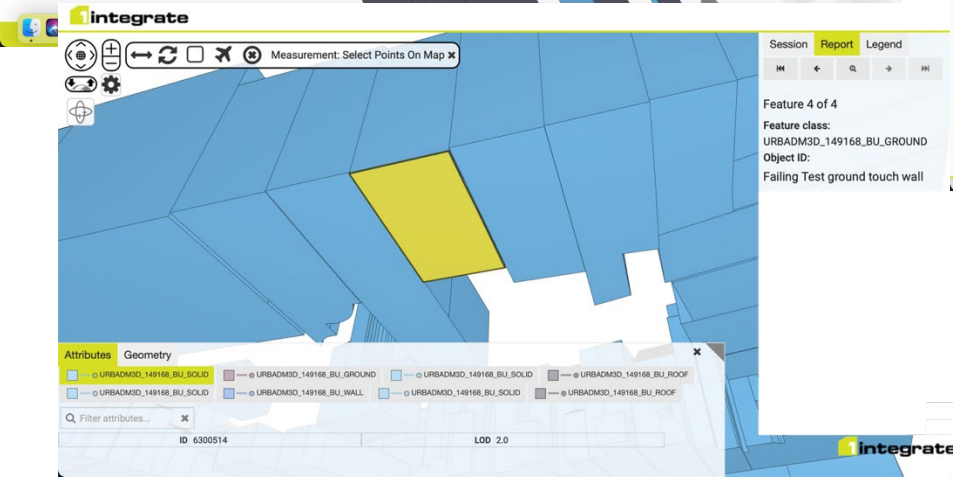 1integrate
Measurement: Select Points On Map ×
Session Report Legend
Feature 4 of 4
Feature class:
URBADM3D_149168_BU_GROUND
Object ID:
Failing Test ground touch wall
Attributes Geometry
URBADM3D_149168_BU_SOLID URBADM3D_149168_BU_GROUND URBADM3D_149168_BU_SOLID URBADM3D_149168_BU_ROOF
URBADM3D_149168_BU_SOLID URBADM3D_149168_BU_WALL URBADM3D_149168_BU_SOLID URBADM3D_149168_BU_ROOF
Filter attributes...
ID 6300514 LOD 2.0
1integrate